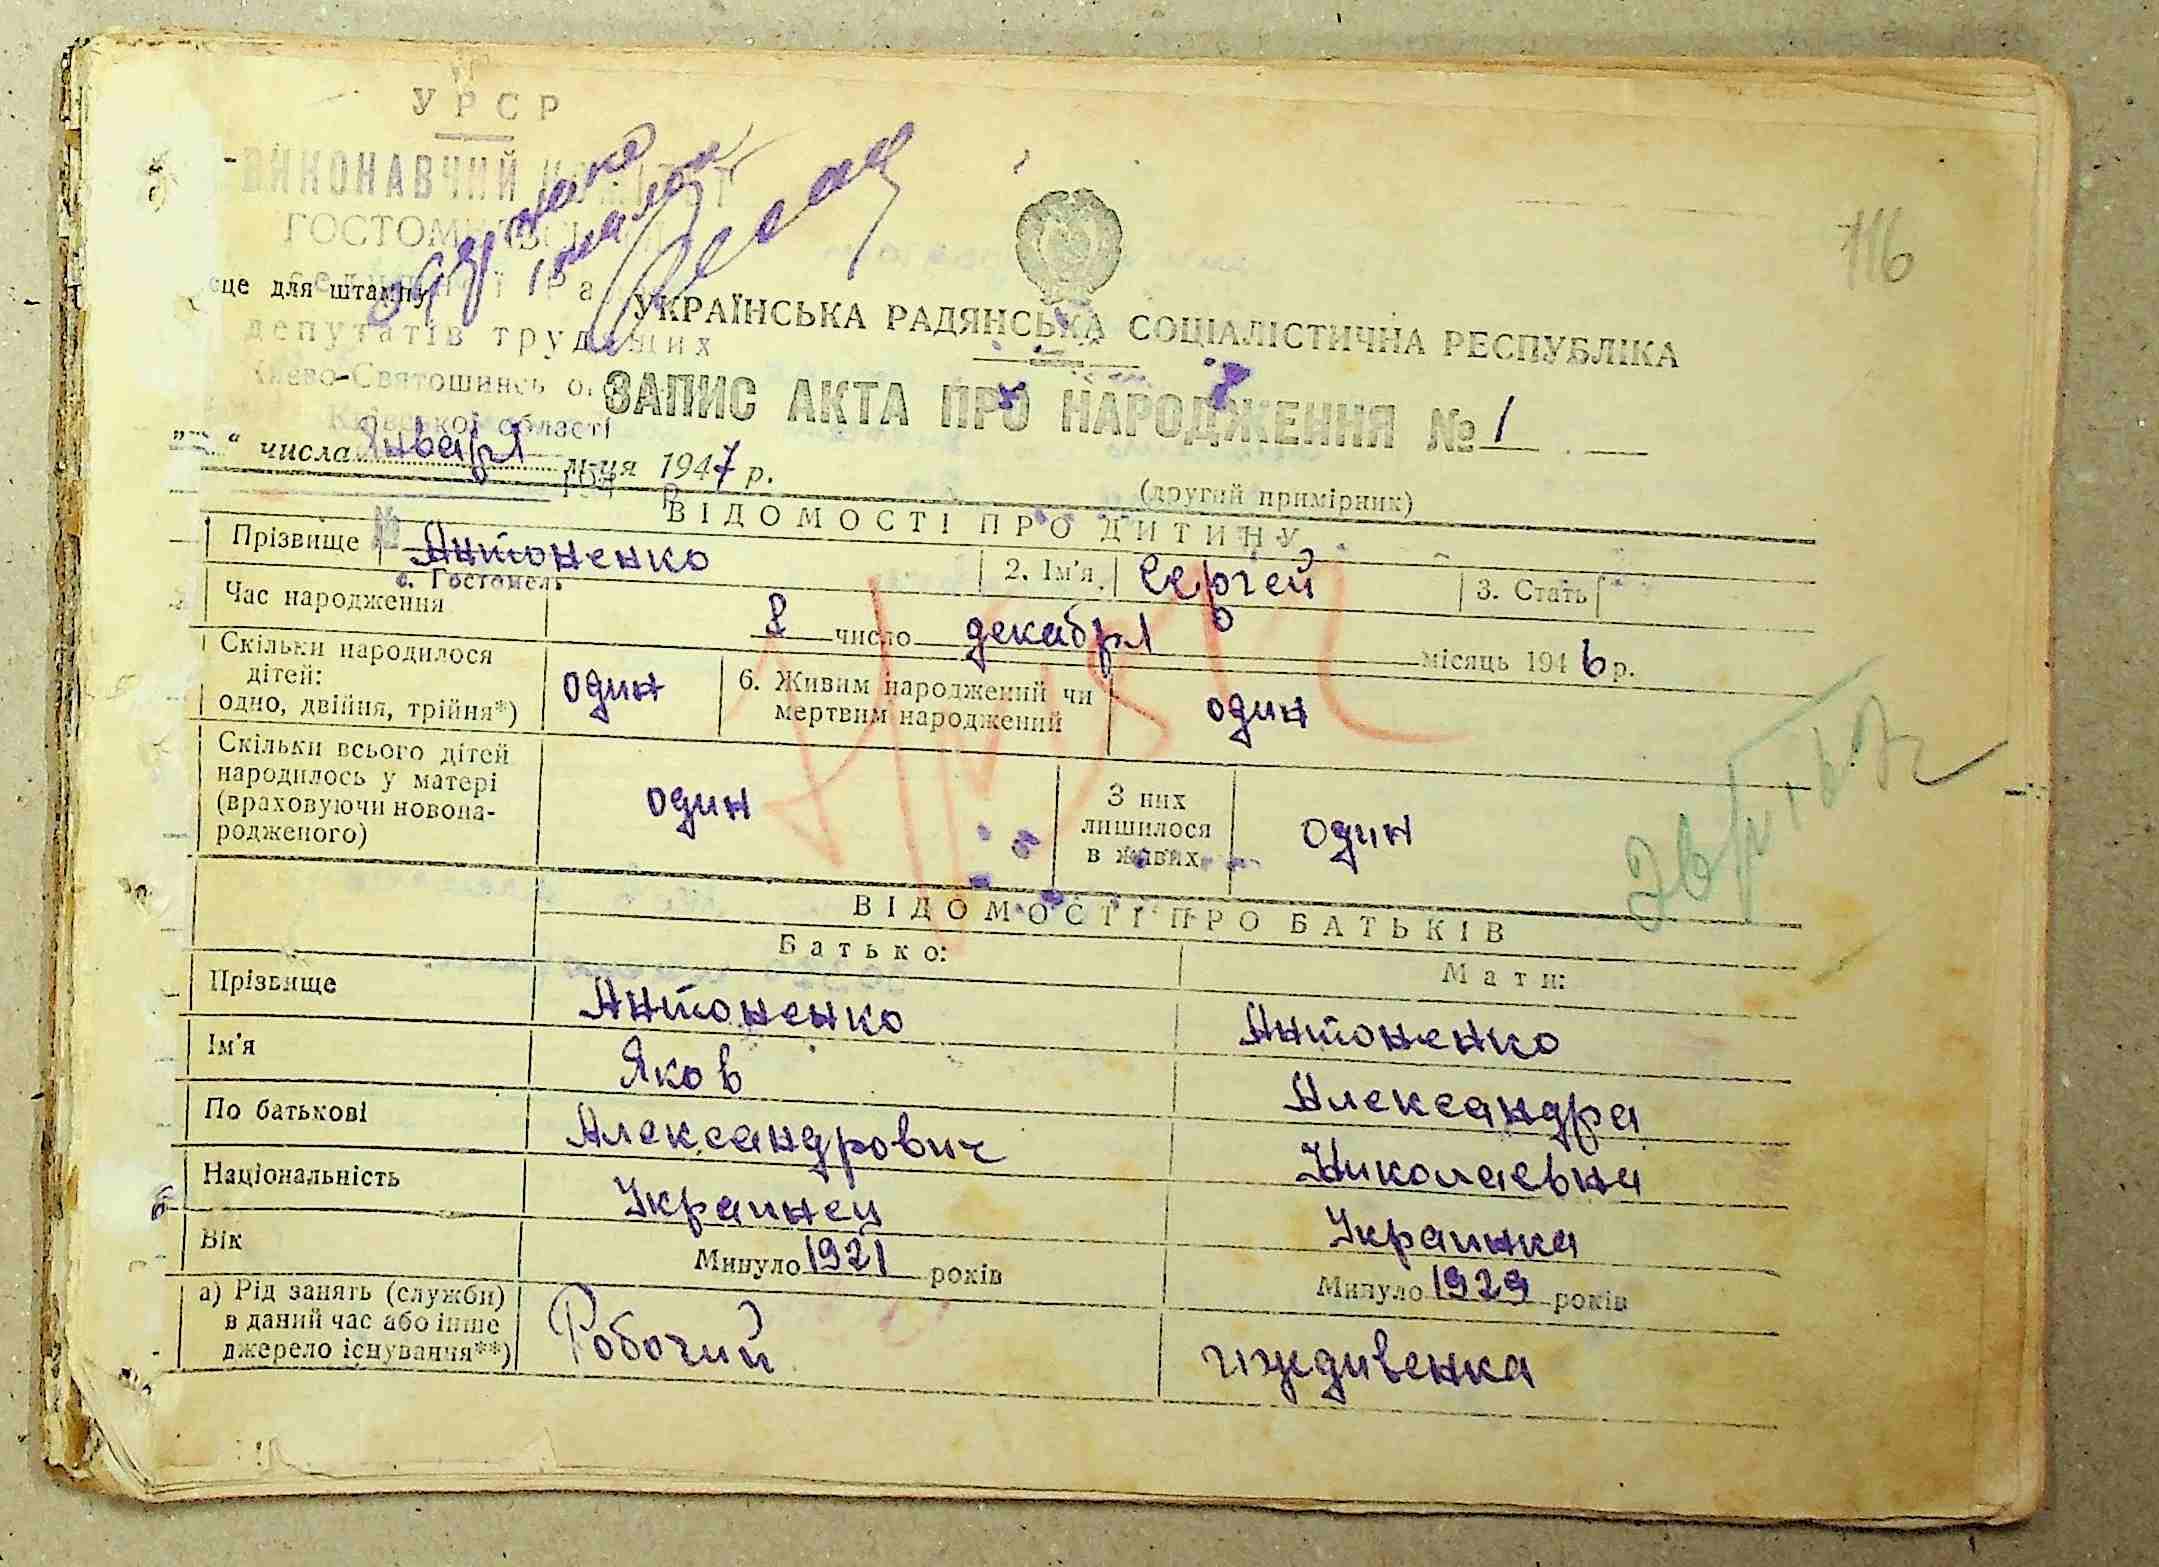 УРСР
ВИКОНАВЧИЙ КОМІТЕТ
116
сце для штампу
депутатів трудящих
УКРАЇНСЬКА РАДЯНСЬКА СОЦІАЛІСТИЧНА РЕСПУБЛІКА
Києво-Святошинсь
ЗАПИС АКТА ПРО НАРОДЖЕННЯ № 1
Київської області
числа Января м-ця 1947 р.
(другий примірник)
ВІДОМОСТІ ПРО ДИТИНУ
Прізвище Антоненко 2. Ім'я Сергей 3. Стать
с. Гостомель
Час народження 8 число декабря місяць 1946 р.
Скільки народилося дітей: одно, двійня, трійня*) один 6. Живим народжений чи мертвим народжений один
Скільки всього дітей народилось у матері (враховуючи новонародженого) один З них лишилося в живих один
ВІДОМОСТІ ПРО БАТЬКІВ
Батько: Мати:
Прізвище Антоненко Антоненко
Ім'я Яков Александра
По батькові Александрович Николаевна
Національність Украинец Украинка
Вік Минуло 1921 років Минуло 1929 років
а) Рід занять (служби) в даний час або інше джерело існування**) Робочий иждивенка